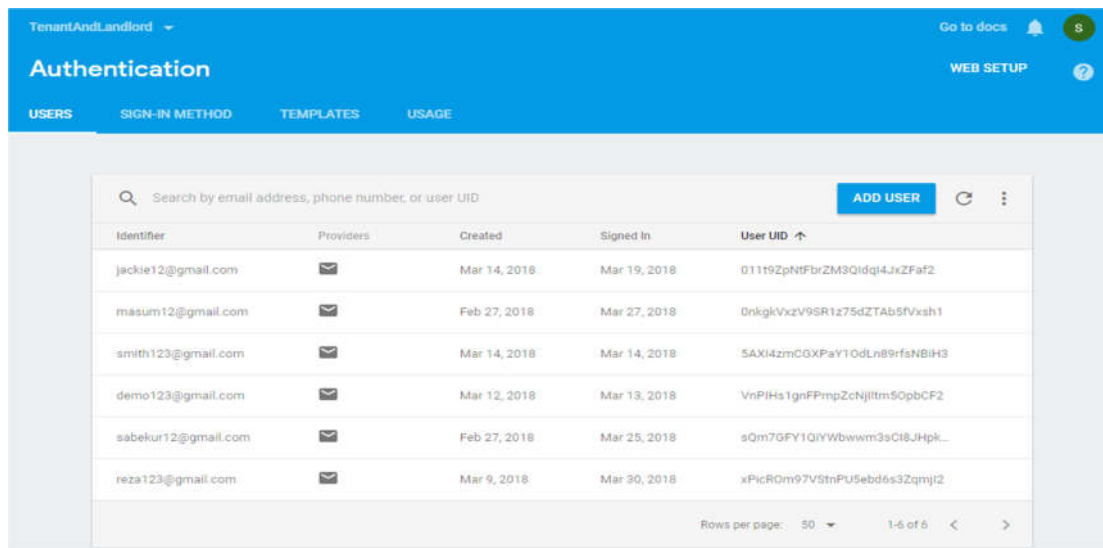 TenantAndLandlord Go to docs S
Authentication WEB SETUP ?
USERS SIGN-IN METHOD TEMPLATES USAGE
Search by email address, phone number, or user UID ADD USER
Identifier Providers Created Signed In User UID
jackie12@gmail.com Mar 14, 2018 Mar 19, 2018
masum12@gmail.com Feb 27, 2018 Mar 27, 2018 0nkgkVxzV9SR1z75dZTAb5fVxsh1
smith123@gmail.com Mar 14, 2018 Mar 14, 2018 5AXI4zmCGXPaY1OdLn89rfsNBiH3
demo123@gmail.com Mar 12, 2018 Mar 13, 2018
sabekur12@gmail.com Feb 27, 2018 Mar 25, 2018 sQm7GFY1QiYWbwwm3sCI8JHpk...
reza123@gmail.com Mar 9, 2018 Mar 30, 2018 xPicROm97VStnPU5ebd6s3ZqmjI2
Rows per page: 50 1-6 of 6